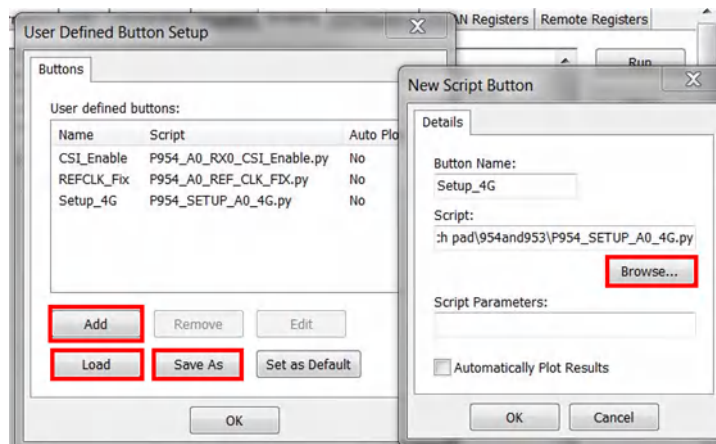 AN Registers Remote Registers
User Defined Button Setup
Run
Buttons
User defined buttons:
Name Script Auto Plo
CSI_Enable P954_A0_RX0_CSI_Enable.py No
REFCLK_Fix P954_A0_REF_CLK_FIX.py No
Setup_4G P954_SETUP_A0_4G.py No
Add Remove Edit
Load Save As Set as Default
OK
New Script Button
Details
Button Name:
Setup_4G
Script:
:h pad\954and953\P954_SETUP_A0_4G.py
Browse...
Script Parameters:
Automatically Plot Results
OK Cancel